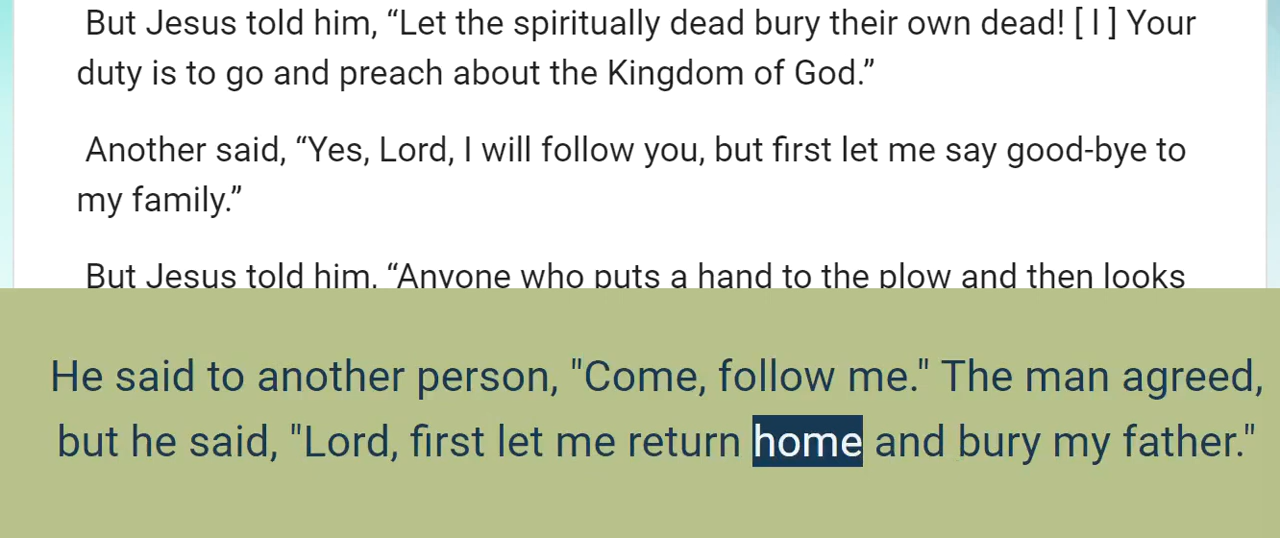 But Jesus told him, “Let the spiritually dead bury their own dead! [ l ] Your
duty is to go and preach about the Kingdom of God.”
Another said, “Yes, Lord, I will follow you, but first let me say good-bye to
my family.”
But Jesus told him, “Anyone who puts a hand to the plow and then looks
He said to another person, "Come, follow me." The man agreed,
but he said, "Lord, first let me return home and bury my father."